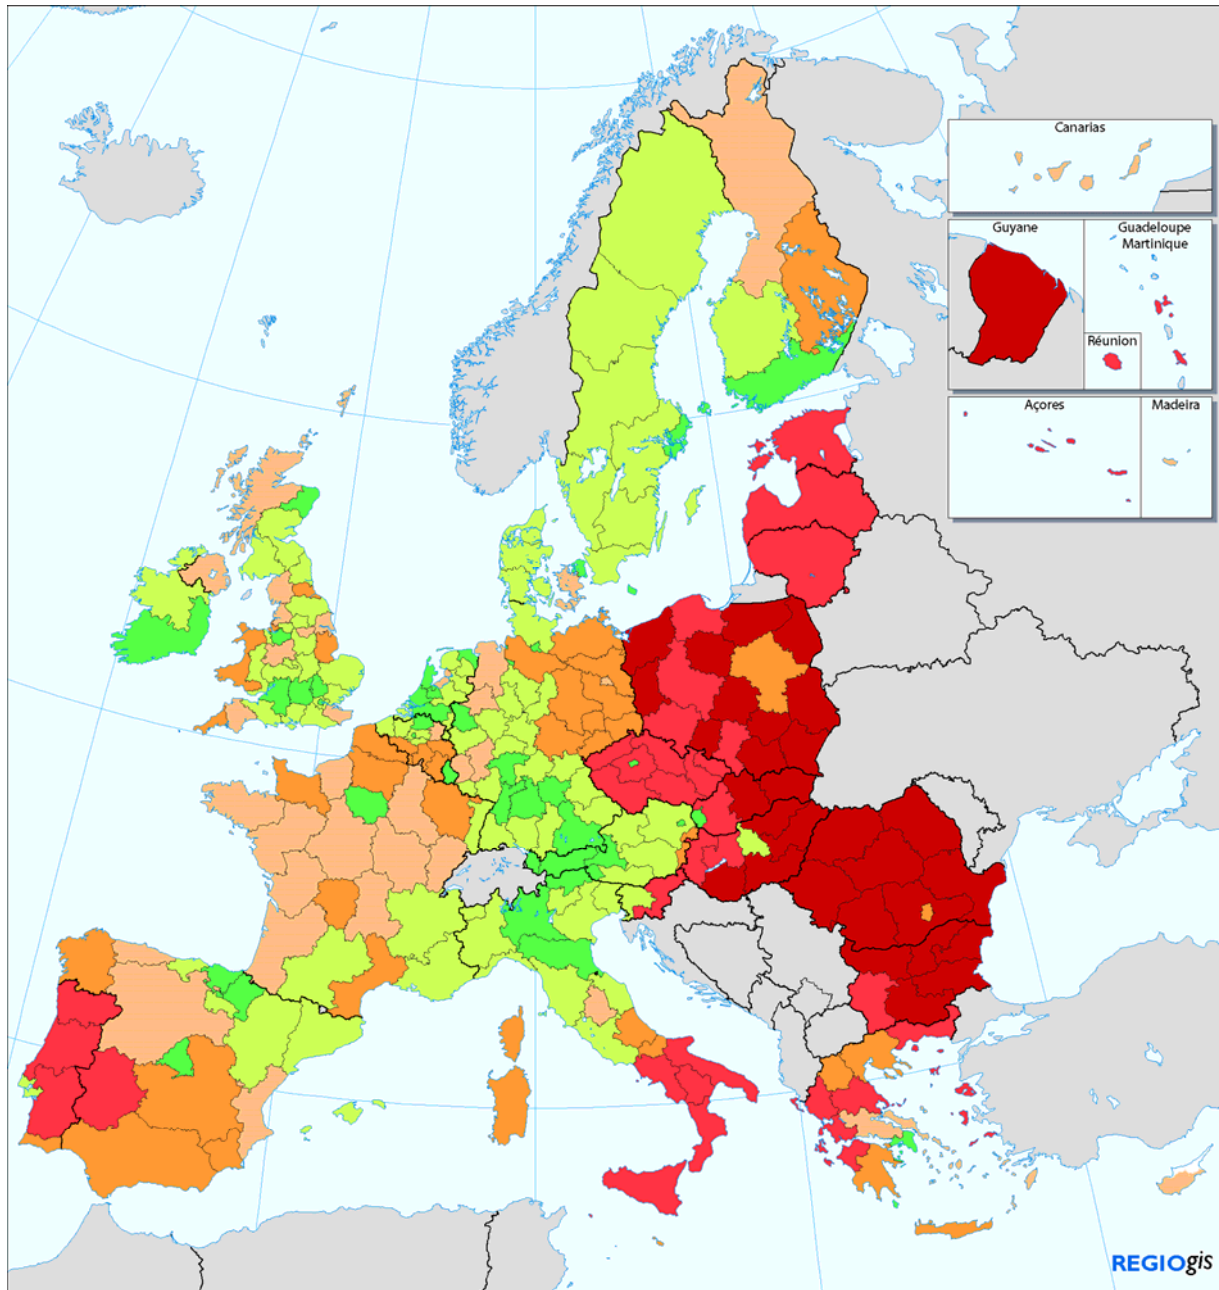 Canarias
Guyane
Guadeloupe
Martinique
Réunion
Açores
Madeira
REGIOgis